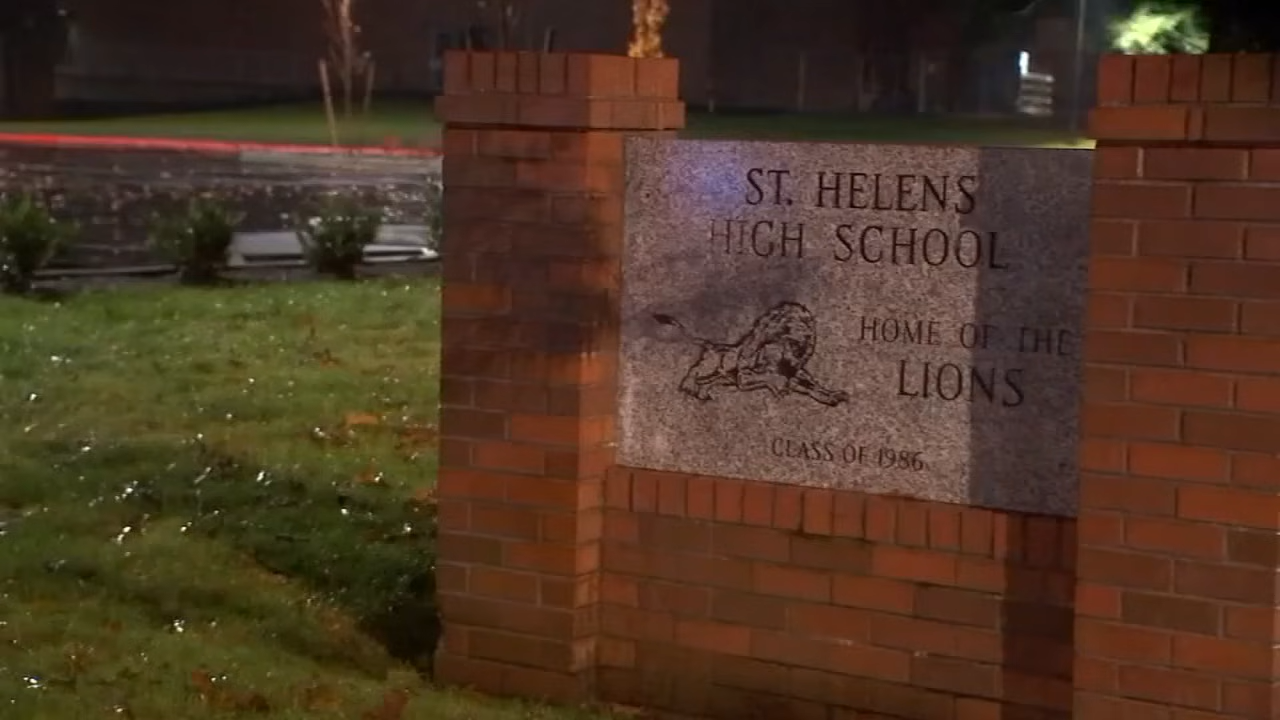 ST. HELENS
HIGH SCHOOL
HOME OF THE
LIONS
CLASS OF 1986